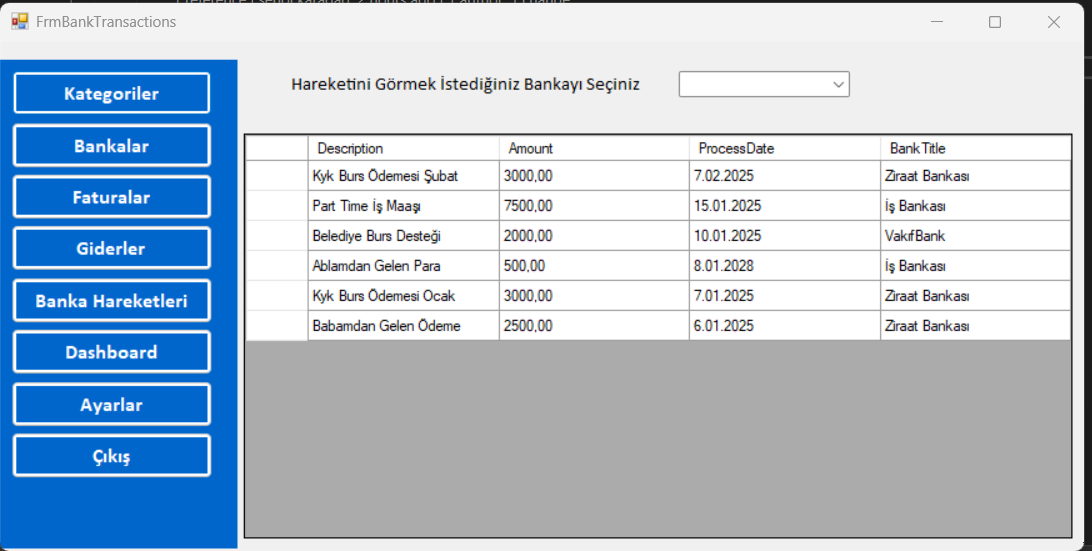 FrmBankTransactions
Hareketini Görmek İstediğiniz Bankayı Seçiniz
Kategoriler
Bankalar
Faturalar
Giderler
Banka Hareketleri
Dashboard
Ayarlar
Çıkış
Description Amount ProcessDate BankTitle
Kyk Burs Ödemesi Şubat 3000,00 7.02.2025 Ziraat Bankası
Part Time İş Maaşı 7500,00 15.01.2025 İş Bankası
Belediye Burs Desteği 2000,00 10.01.2025 VakıfBank
Ablamdan Gelen Para 500,00 8.01.2028 İş Bankası
Kyk Burs Ödemesi Ocak 3000,00 7.01.2025 Ziraat Bankası
Babamdan Gelen Ödeme 2500,00 6.01.2025 Ziraat Bankası